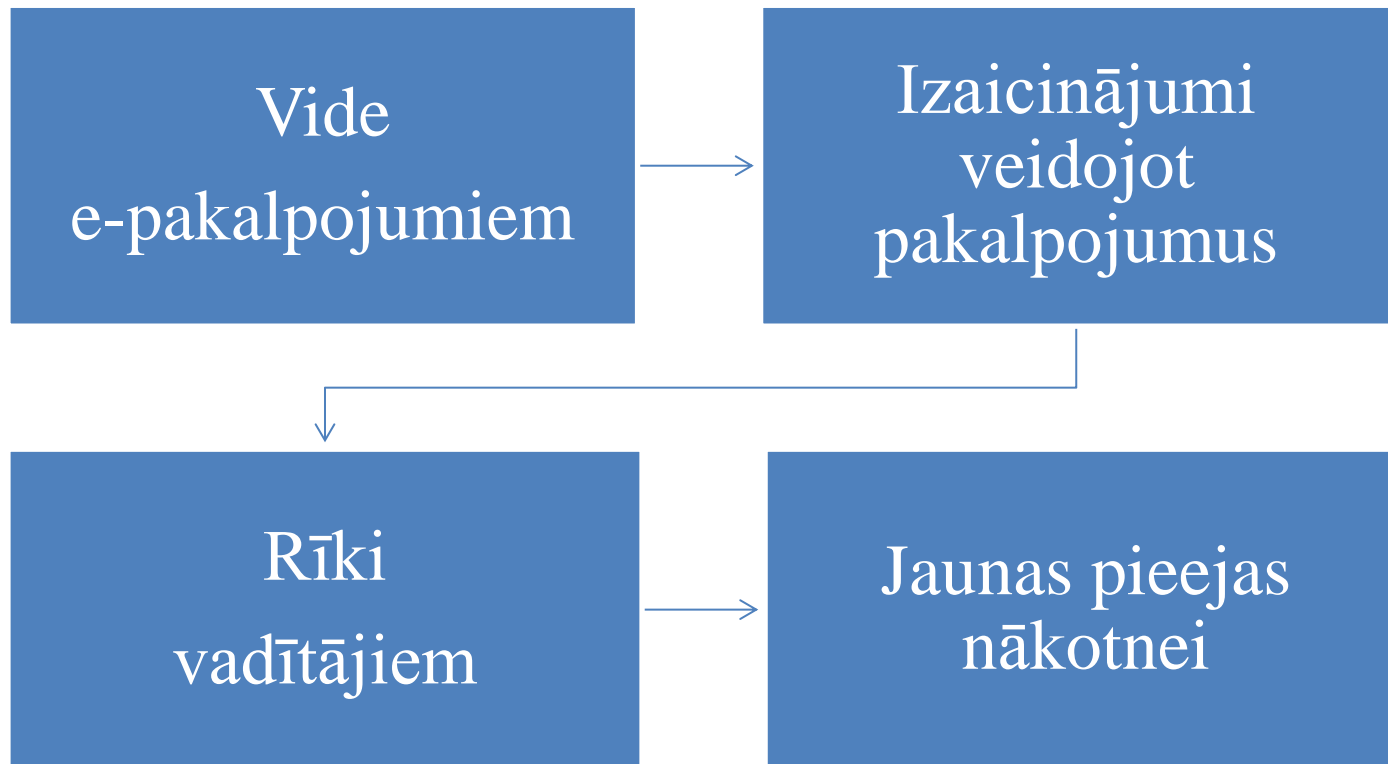 Vide
e-pakalpojumiem
Izaicinājumi
veidojot
pakalpojumus
Rīki
vadītājiem
Jaunas pieejas
nākotnei